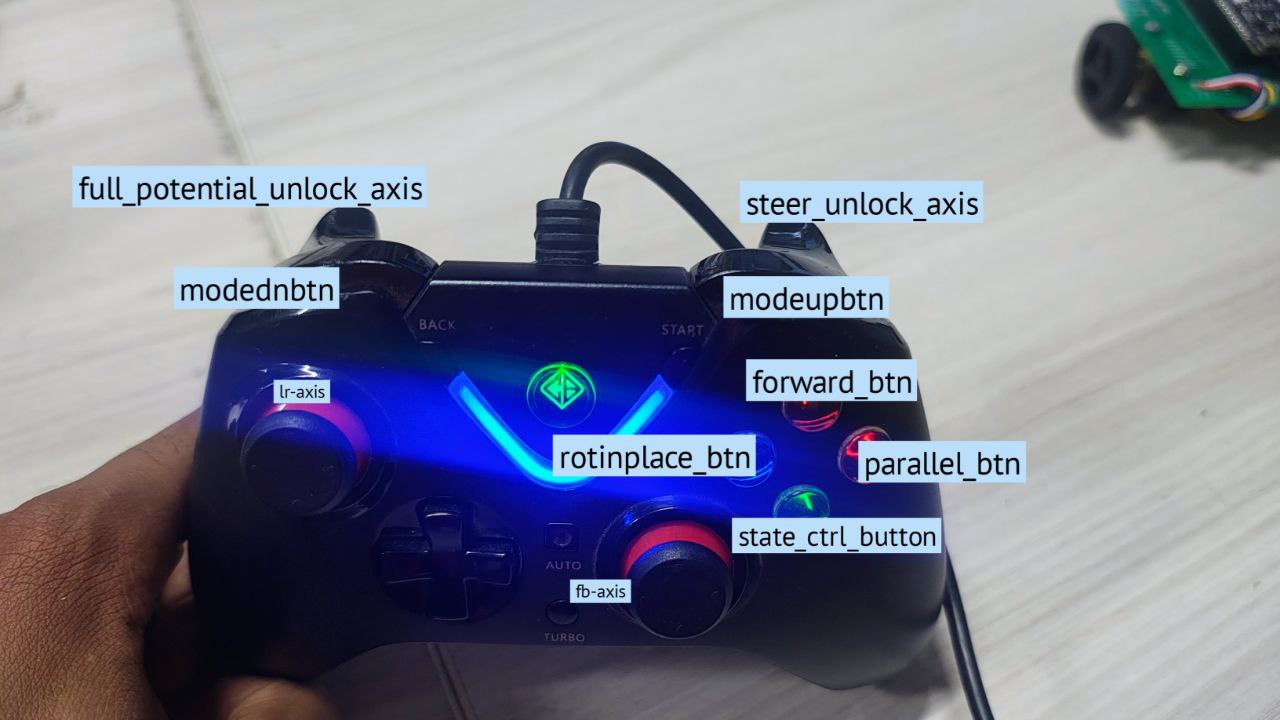 full_potential_unlock_axis
steer_unlock_axis
modednbtn
modeupbtn
BACK
START
forward_btn
lr-axis
rotinplace_btn
parallel_btn
state_ctrl_button
AUTO
fb-axis
TURBO